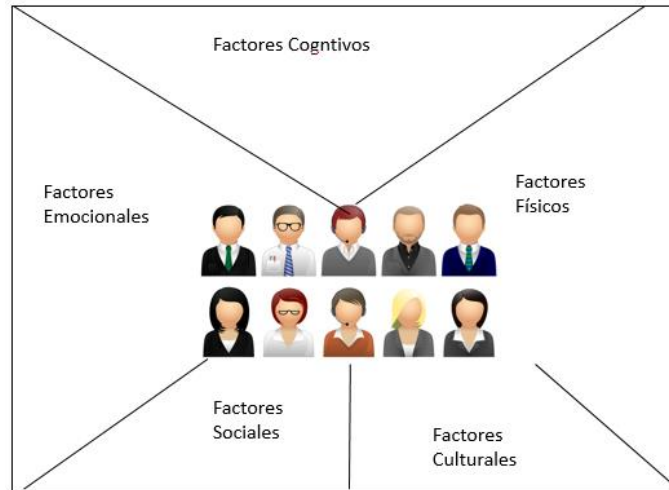 Factores Cogntivos
Factores
Emocionales
Factores
Físicos
Factores
Sociales
Factores
Culturales